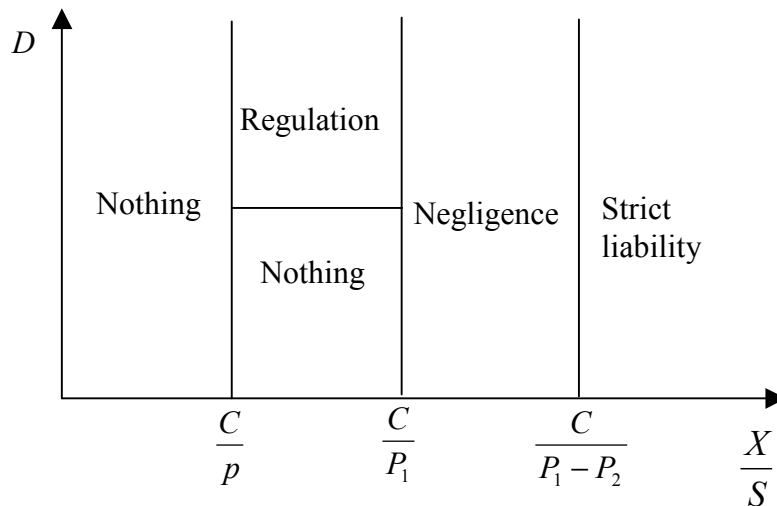 D
Regulation
Nothing
Negligence
Strict
liability
Nothing
C
p
C
P₁
C
P₁ − P₂
X
S